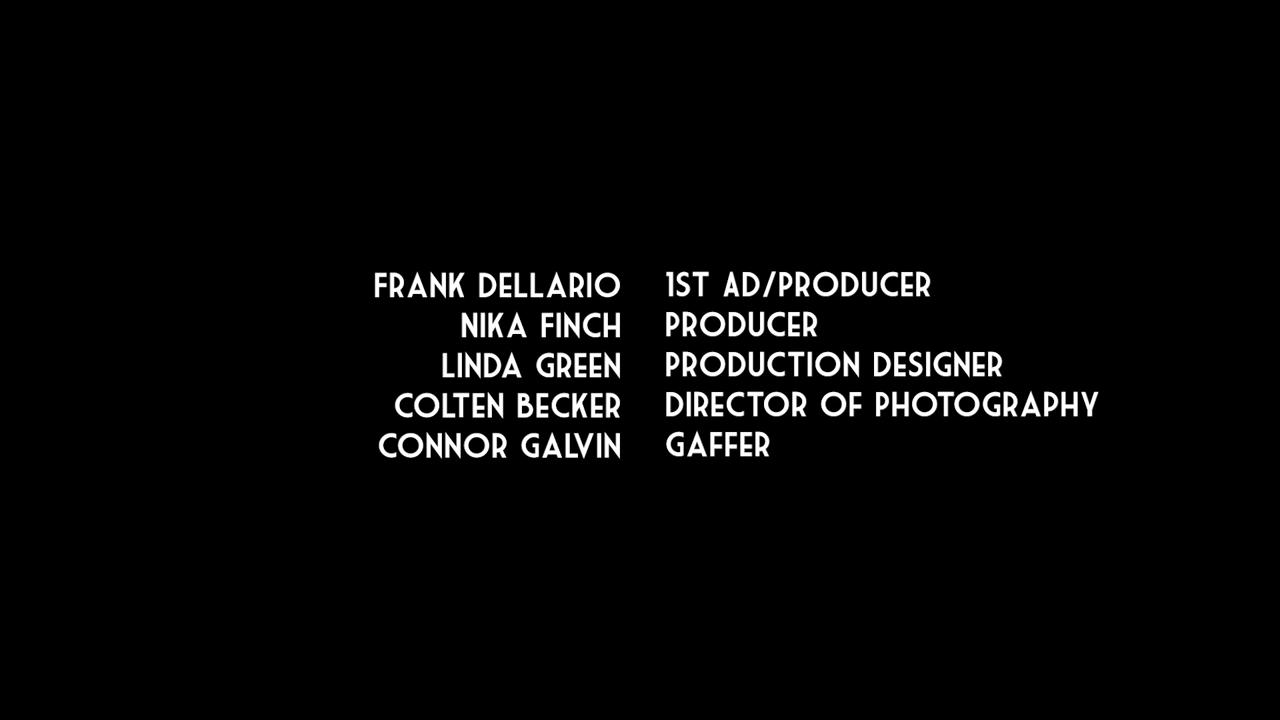 FRANK DELLARIO 1ST AD/PRODUCER
NIKA FINCH PRODUCER
LINDA GREEN PRODUCTION DESIGNER
COLTEN BECKER DIRECTOR OF PHOTOGRAPHY
CONNOR GALVIN GAFFER